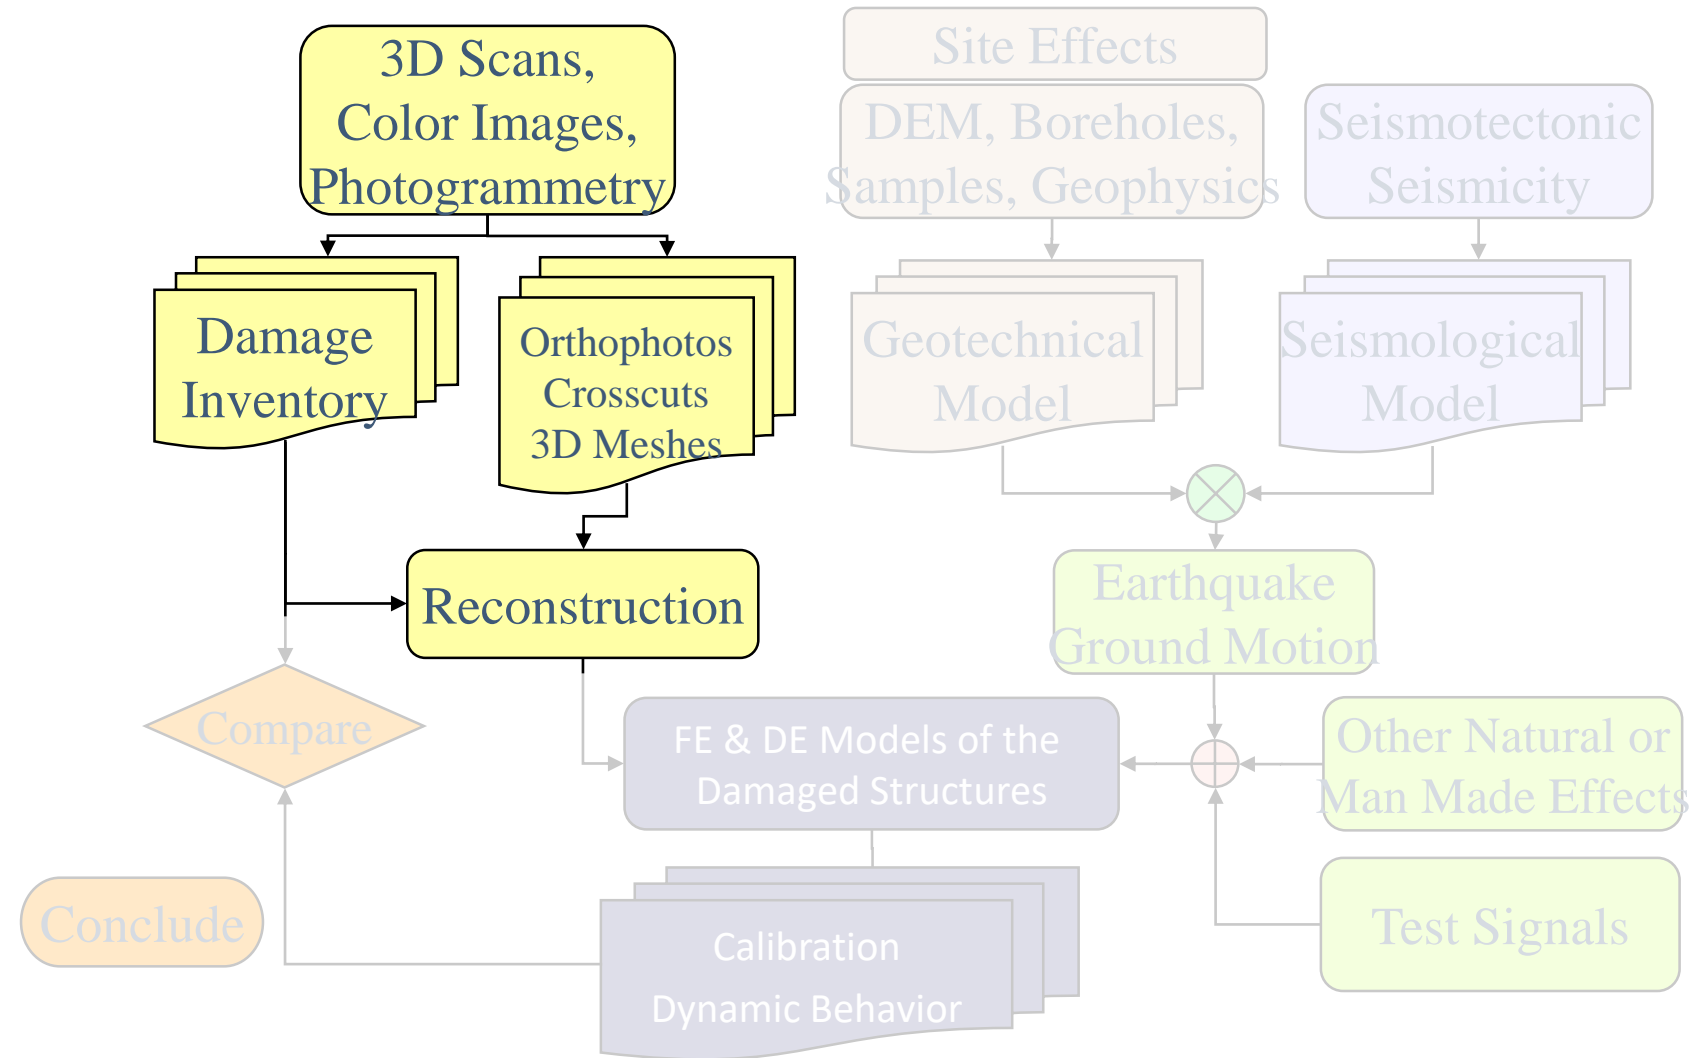 3D Scans,
Color Images,
Photogrammetry
Site Effects
DEM, Boreholes,
Samples, Geophysics
Seismotectonic
Seismicity
Damage
Inventory
Orthophotos
Crosscuts
3D Meshes
Geotechnical
Model
Seismological
Model
Reconstruction
Earthquake
Ground Motion
Compare
FE & DE Models of the
Damaged Structures
Other Natural or
Man Made Effects
Conclude
Calibration
Dynamic Behavior
Test Signals